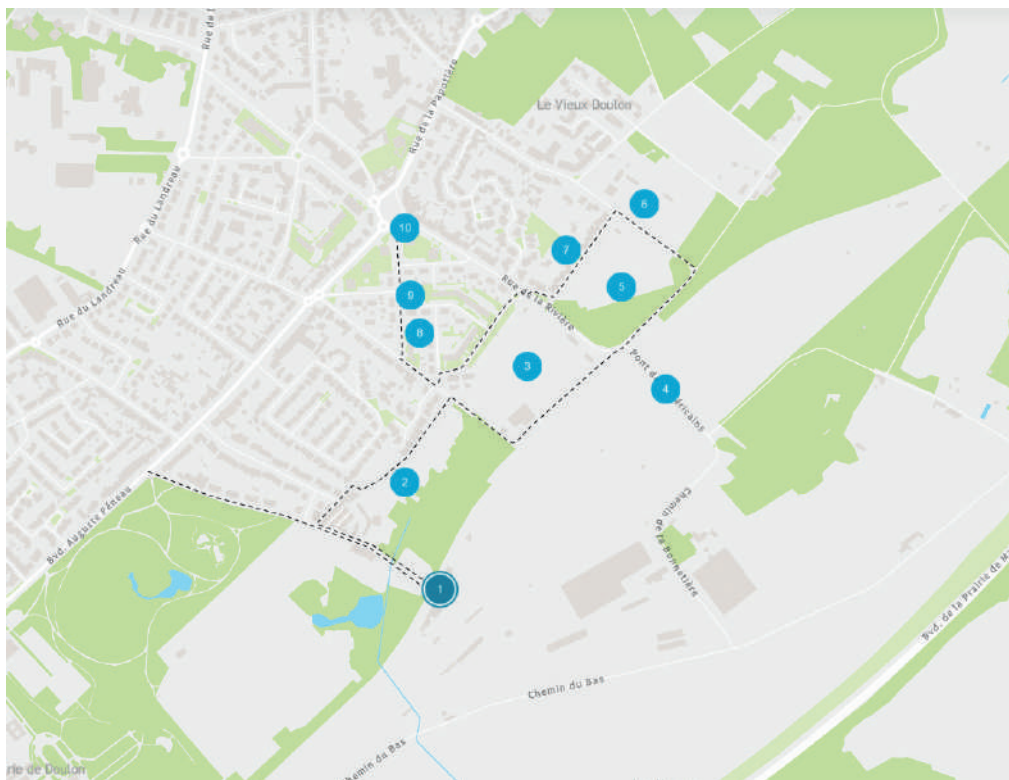 Rue de la Papotière
Le Vieux Doulon
Rue du Landreau
6
10
7
Rue de la Rivière
5
9
Rue du Landreau
8
3
4
2
Bvd. Auguste Péneau
Chemin
de la Bonnetière
1
Bvd. de la Prairie de
Chemin du Bas
Chemin du Bas
rie de Doulon